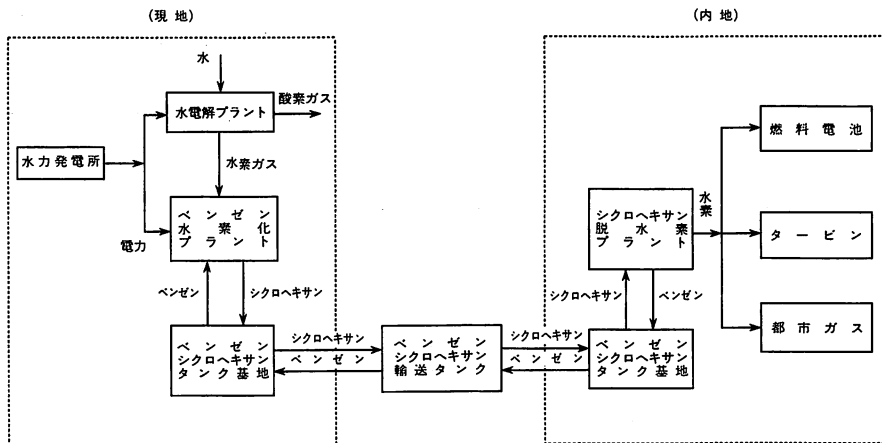 (現 地)
(内 地)
水
水電解プラント
酸素ガス
水力発電所
水素ガス
ベンゼン
水素化
プラント
電力
ベンゼン
シクロヘキサン
ベンゼン
シクロヘキサン
タンク基地
シクロヘキサン
ベンゼン
ベンゼン
シクロヘキサン
輸送タンク
シクロヘキサン
ベンゼン
ベンゼン
シクロヘキサン
タンク基地
シクロヘキサン
ベンゼン
シクロヘキサン
脱水素
プラント
水素
燃料電池
タービン
都市ガス